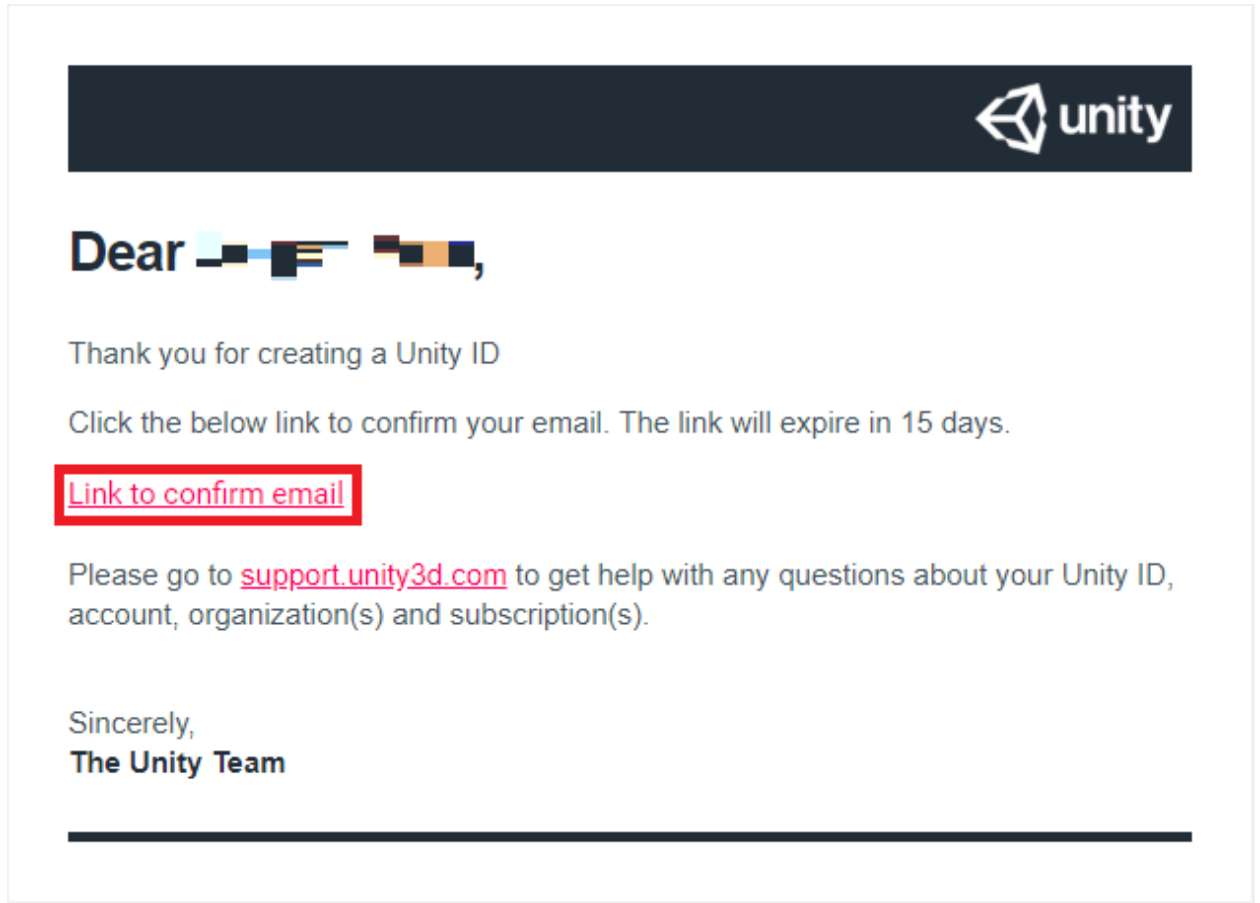 unity
Dear ,
Thank you for creating a Unity ID
Click the below link to confirm your email. The link will expire in 15 days.
Link to confirm email
Please go to support.unity3d.com to get help with any questions about your Unity ID,
account, organization(s) and subscription(s).
Sincerely,
The Unity Team